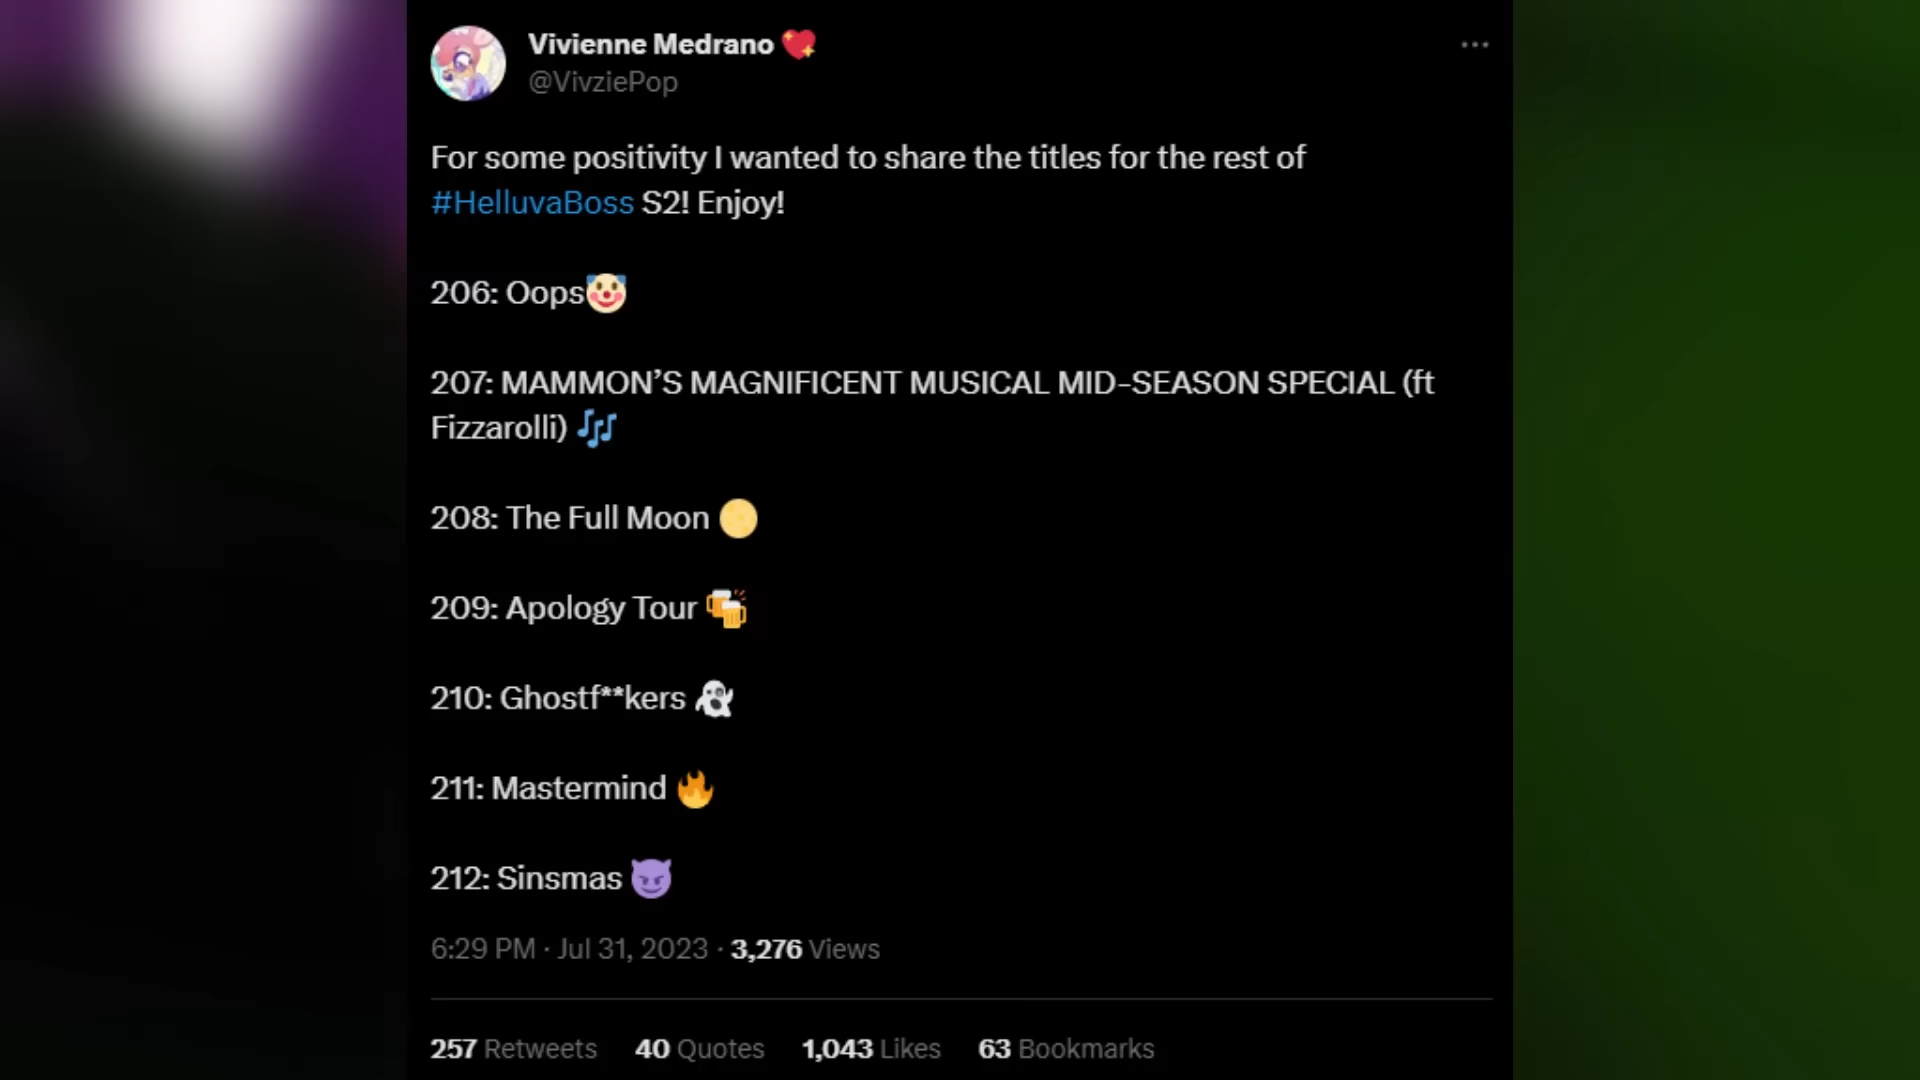 Vivienne Medrano 💖
@VivziePop
For some positivity I wanted to share the titles for the rest of
#HelluvaBoss S2! Enjoy!
206: Oops🤡
207: MAMMON’S MAGNIFICENT MUSICAL MID-SEASON SPECIAL (ft
Fizzarolli) 🎶
208: The Full Moon 🌕
209: Apology Tour 🍻
210: Ghostf**kers 👻
211: Mastermind 🔥
212: Sinsmas 😈
6:29 PM · Jul 31, 2023 · 3,276 Views
257 Retweets 40 Quotes 1,043 Likes 63 Bookmarks